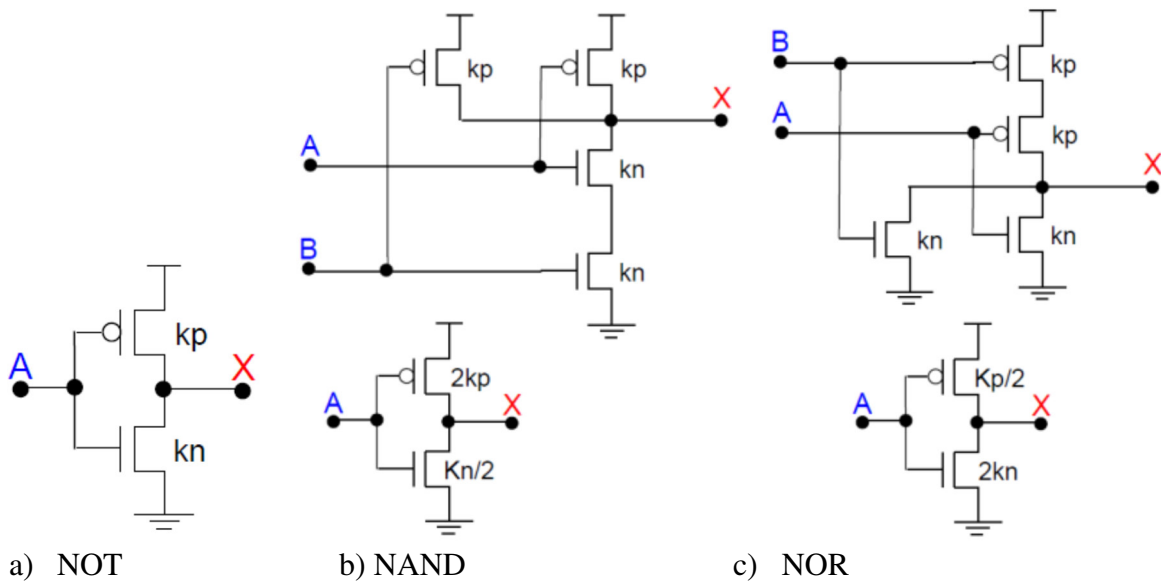 kp
kp
X
A
kn
B
kn
B
kp
A
kp
X
kn
kn
A
kp
X
kn
2kp
A
X
Kn/2
Kp/2
A
X
2kn
a) NOT
b) NAND
c) NOR